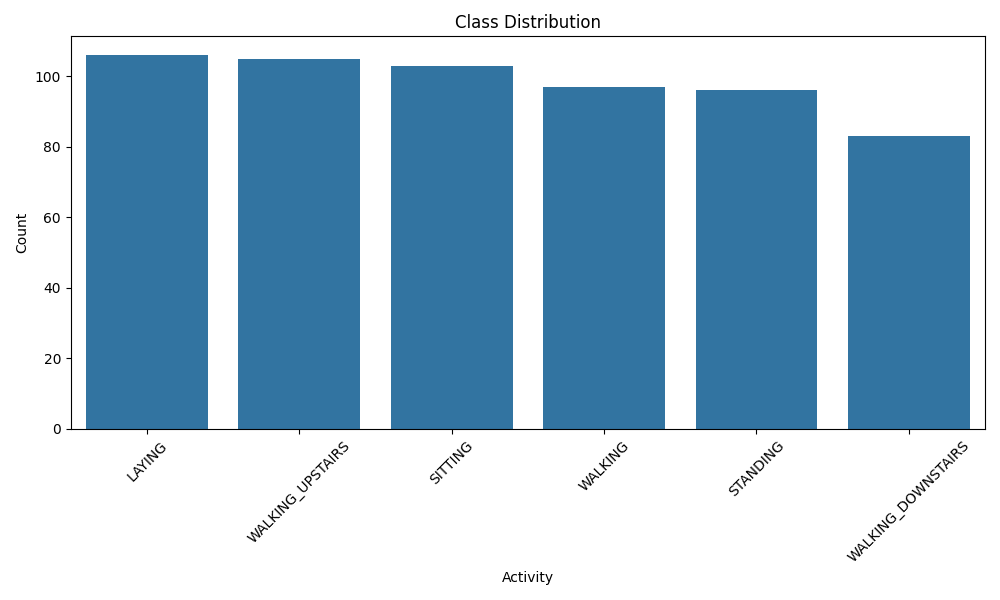 Class Distribution
Count
100
80
60
40
20
0
LAYING
WALKING_UPSTAIRS
SITTING
WALKING
STANDING
WALKING_DOWNSTAIRS
Activity